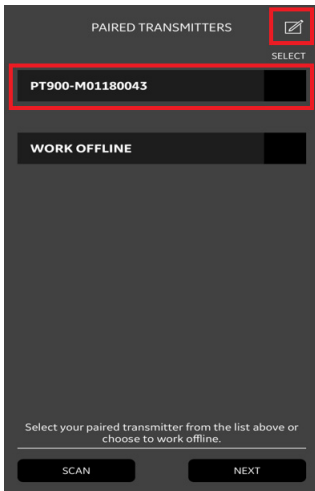 PAIRED TRANSMITTERS
SELECT
PT900-M01180043
WORK OFFLINE
Select your paired transmitter from the list above or
choose to work offline.
SCAN NEXT